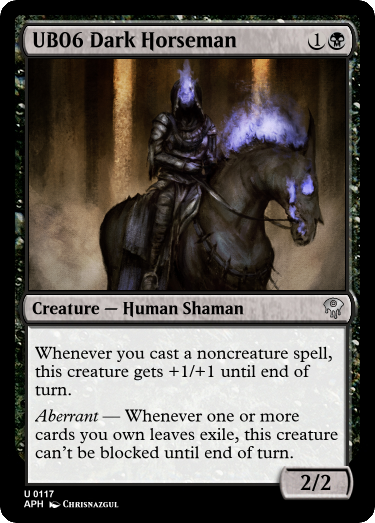 UB06 Dark Horseman 1
Creature — Human Shaman
Whenever you cast a noncreature spell,
this creature gets +1/+1 until end of
turn.
Aberrant — Whenever one or more
cards you own leaves exile, this creature
can't be blocked until end of turn.
2/2
U 0117
APH Chrisnazgul